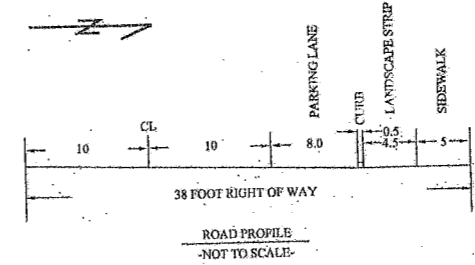 N
PARKING LANE
CURB
LANDSCAPE STRIP
SIDEWALK
CL
0.5
10
10
8.0
4.5
5
38 FOOT RIGHT OF WAY
ROAD PROFILE
-NOT TO SCALE-